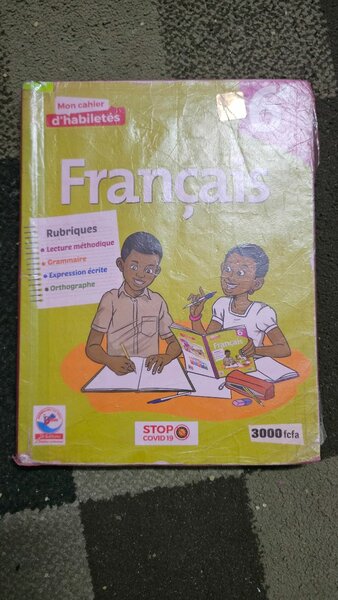 Mon cahier
d'habiletés
6
Français
Rubriques
• Lecture méthodique
• Grammaire
• Expression écrite
• Orthographe
6
Français
STOP
COVID 19
3000 fcfa